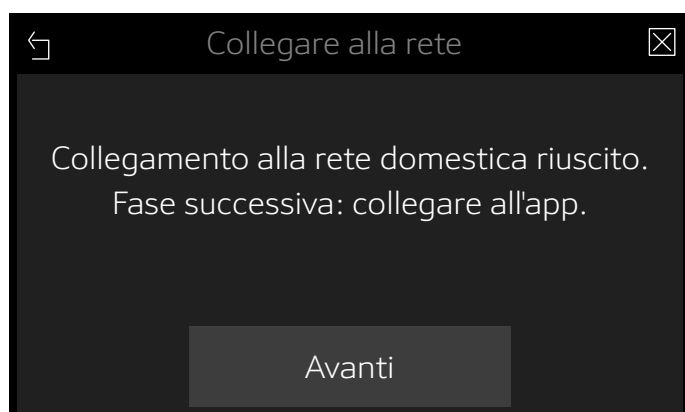 Collegare alla rete
Collegamento alla rete domestica riuscito.
Fase successiva: collegare all'app.
Avanti